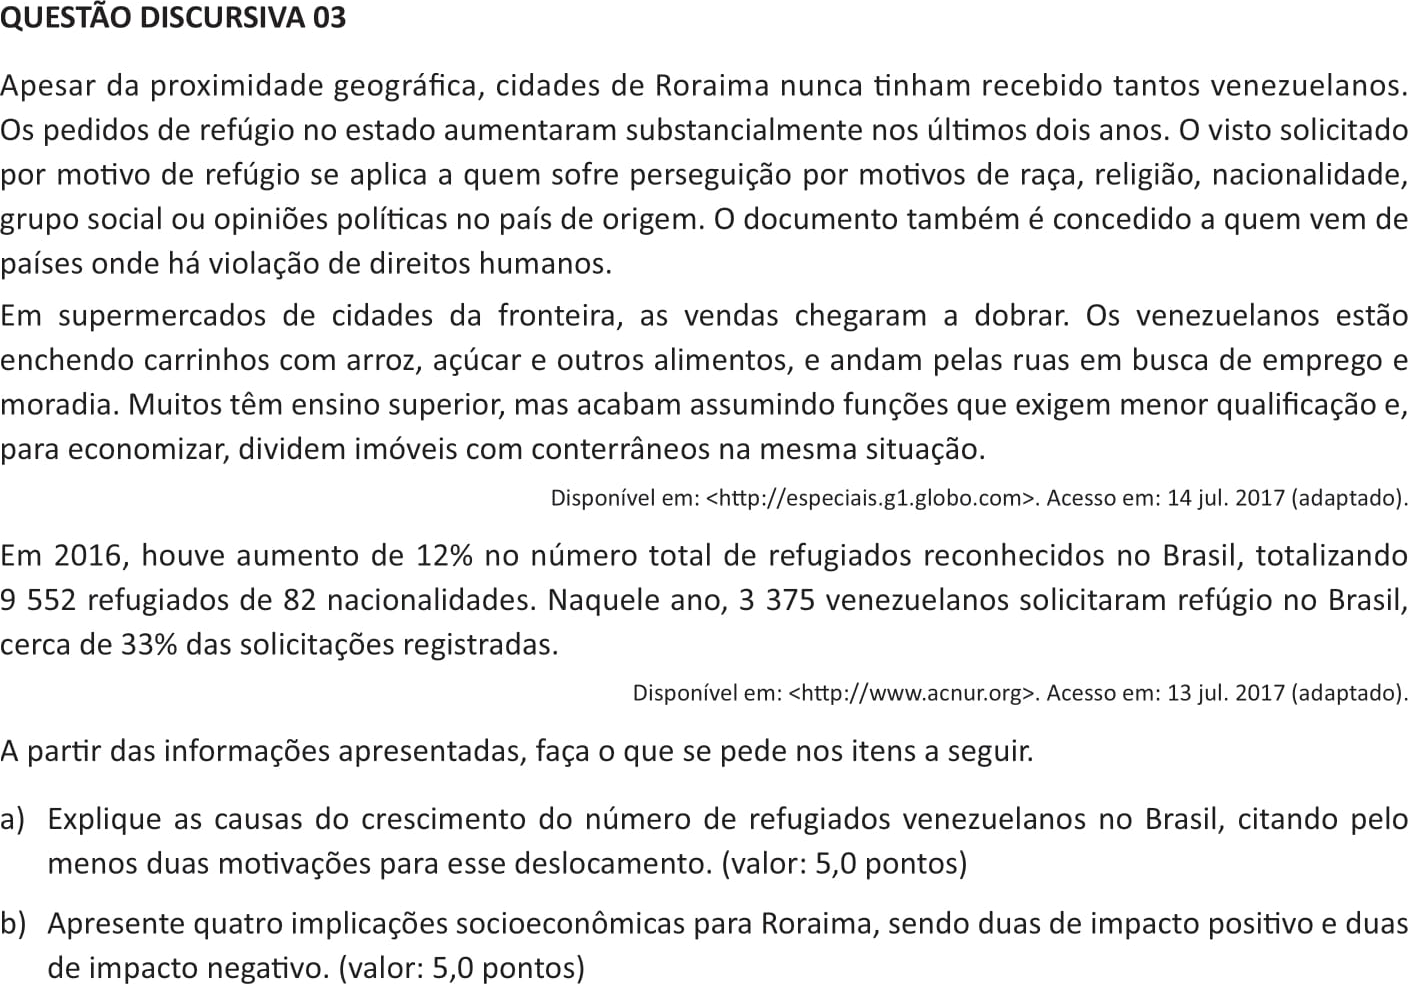 QUESTÃO DISCURSIVA 03
Apesar da proximidade geográfica, cidades de Roraima nunca tinham recebido tantos venezuelanos.
Os pedidos de refúgio no estado aumentaram substancialmente nos últimos dois anos. O visto solicitado
por motivo de refúgio se aplica a quem sofre perseguição por motivos de raça, religião, nacionalidade,
grupo social ou opiniões políticas no país de origem. O documento também é concedido a quem vem de
países onde há violação de direitos humanos.
Em supermercados de cidades da fronteira, as vendas chegaram a dobrar. Os venezuelanos estão
enchendo carrinhos com arroz, açúcar e outros alimentos, e andam pelas ruas em busca de emprego e
moradia. Muitos têm ensino superior, mas acabam assumindo funções que exigem menor qualificação e,
para economizar, dividem imóveis com conterrâneos na mesma situação.
Disponível em: <http://especiais.g1.globo.com>. Acesso em: 14 jul. 2017 (adaptado).
Em 2016, houve aumento de 12% no número total de refugiados reconhecidos no Brasil, totalizando
9 552 refugiados de 82 nacionalidades. Naquele ano, 3 375 venezuelanos solicitaram refúgio no Brasil,
cerca de 33% das solicitações registradas.
Disponível em: <http://www.acnur.org>. Acesso em: 13 jul. 2017 (adaptado).
A partir das informações apresentadas, faça o que se pede nos itens a seguir.
a) Explique as causas do crescimento do número de refugiados venezuelanos no Brasil, citando pelo
menos duas motivações para esse deslocamento. (valor: 5,0 pontos)
b) Apresente quatro implicações socioeconômicas para Roraima, sendo duas de impacto positivo e duas
de impacto negativo. (valor: 5,0 pontos)